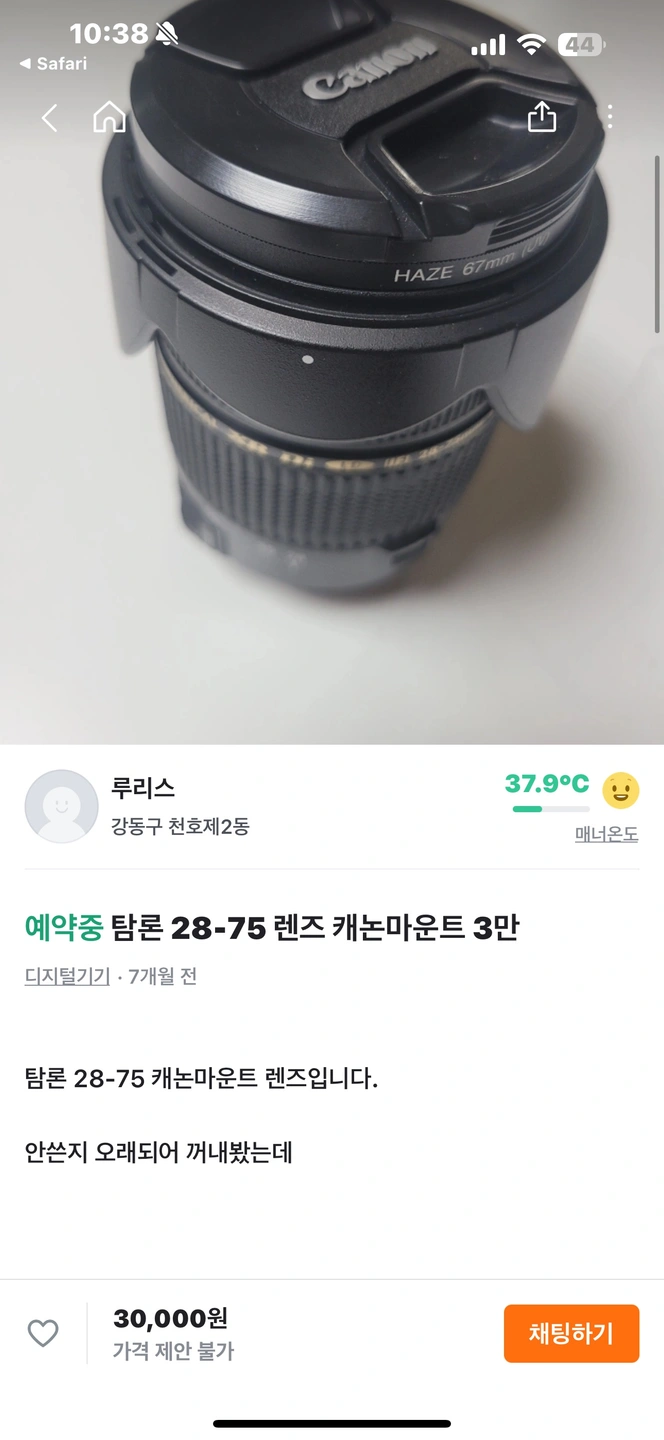 10:38
44
Safari
Canon
HAZE 67mm (UV)
루리스
37.9°C
강동구 천호제2동
매너온도
예약중 탐론 28-75 렌즈 캐논마운트 3만
디지털기기 · 7개월 전
탐론 28-75 캐논마운트 렌즈입니다.
안쓴지 오래되어 꺼내봤는데
30,000원
가격 제안 불가
채팅하기